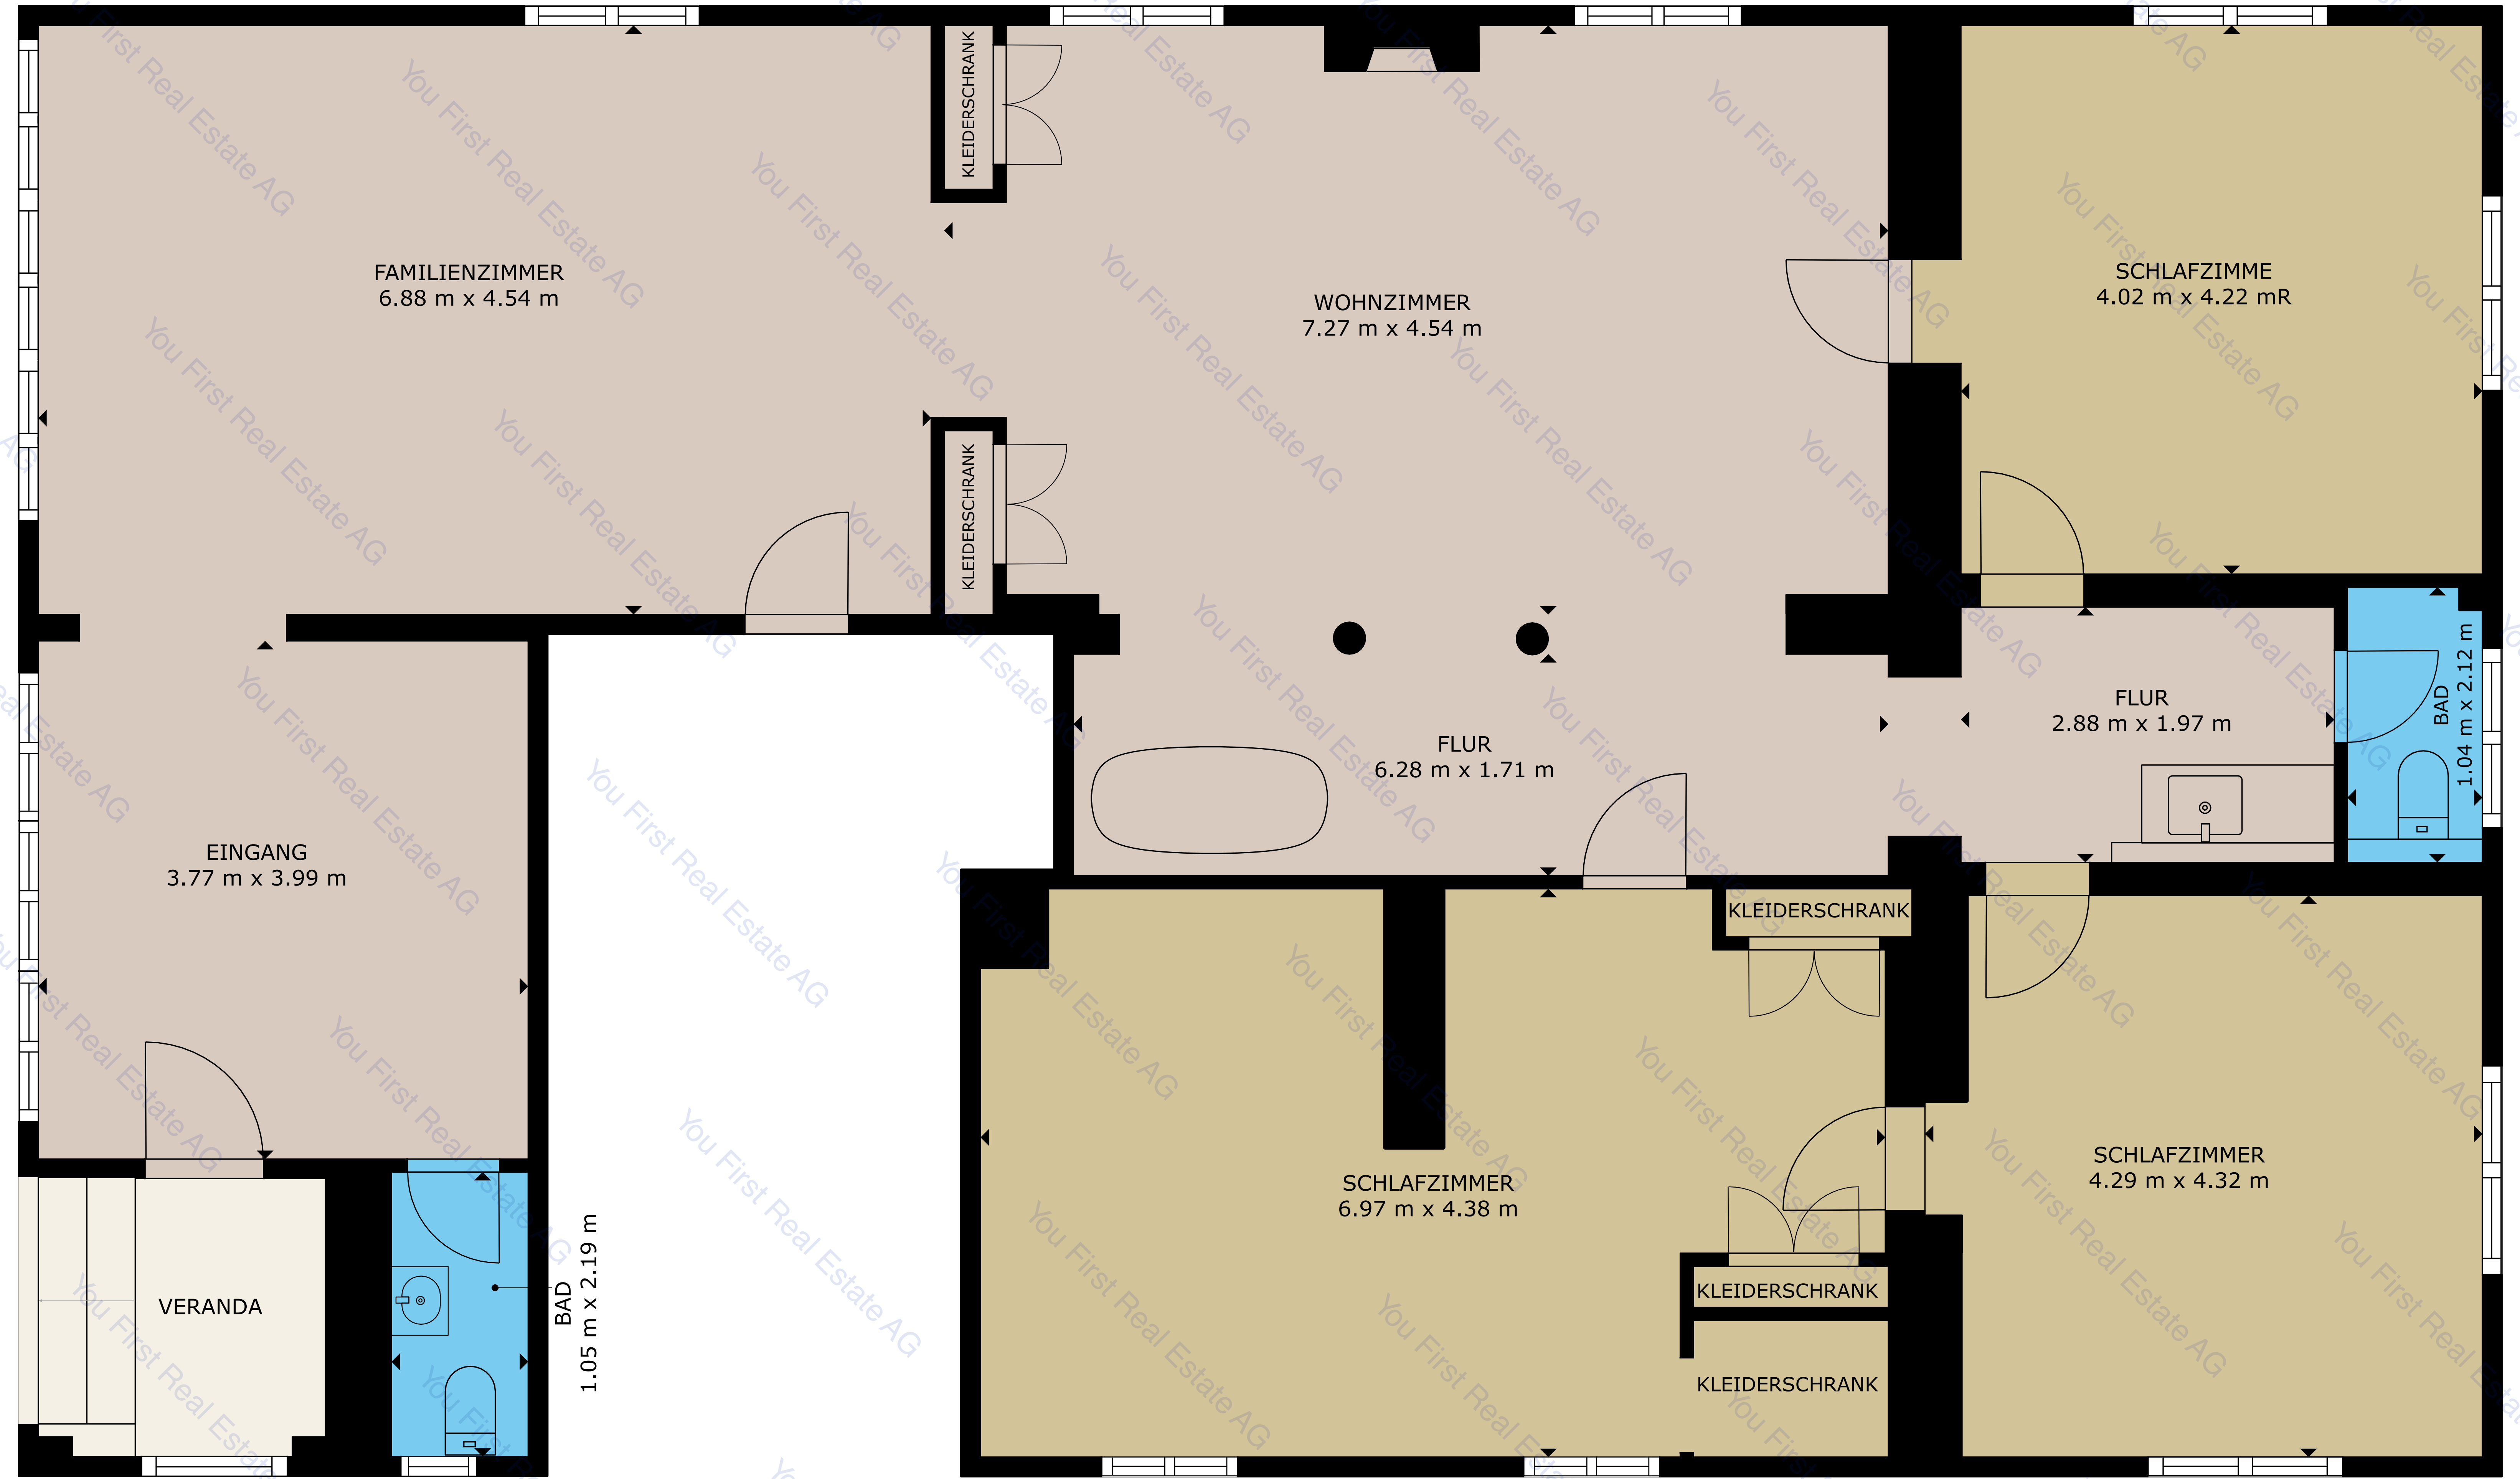 KLEIDERSCHRANK
FAMILIENZIMMER
6.88 m x 4.54 m
WOHNZIMMER
7.27 m x 4.54 m
SCHLAFZIMME
4.02 m x 4.22 mR
KLEIDERSCHRANK
FLUR
6.28 m x 1.71 m
FLUR
2.88 m x 1.97 m
BAD
1.04 m x 2.12 m
EINGANG
3.77 m x 3.99 m
KLEIDERSCHRANK
SCHLAFZIMMER
6.97 m x 4.38 m
SCHLAFZIMMER
4.29 m x 4.32 m
KLEIDERSCHRANK
KLEIDERSCHRANK
VERANDA
BAD
1.05 m x 2.19 m
You First Real Estate AG